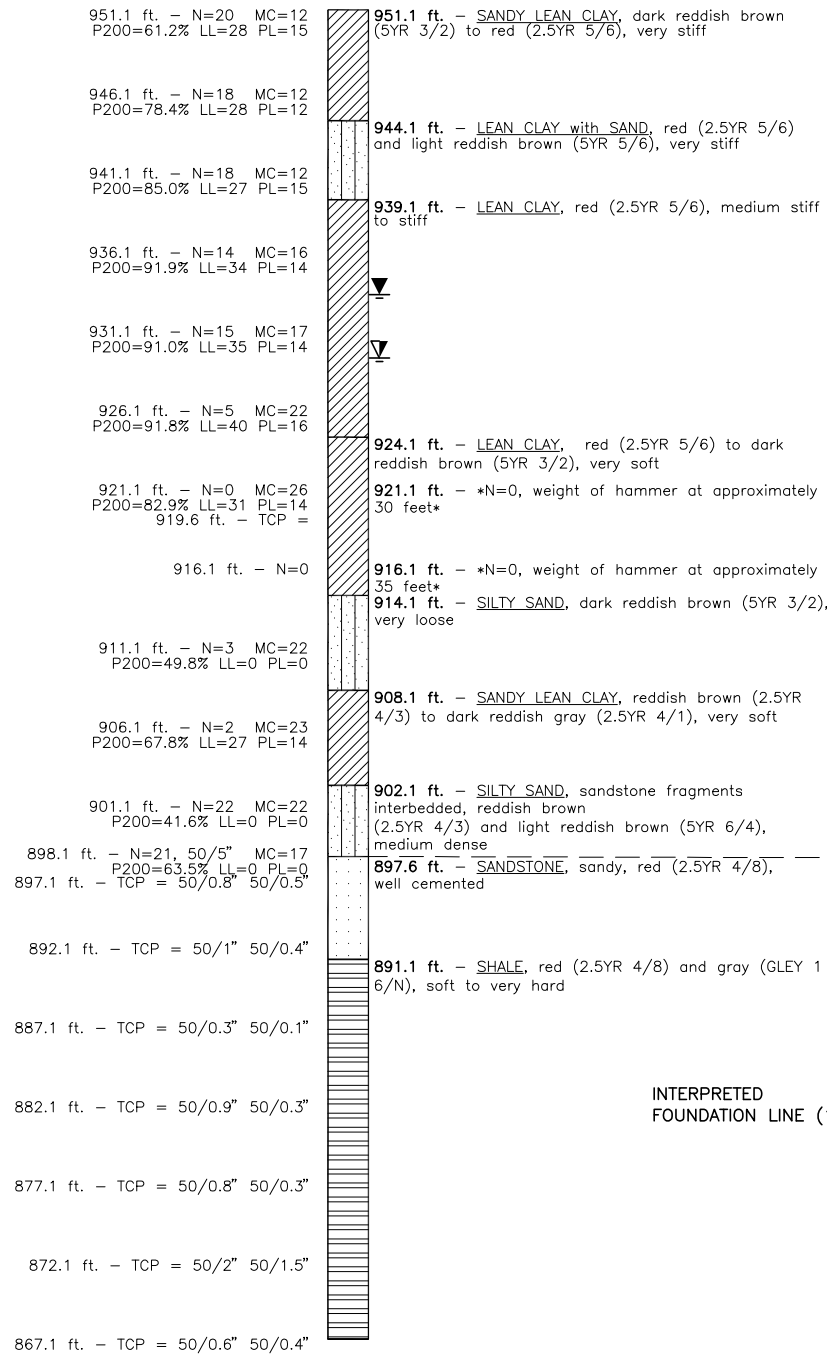 951.1 ft. – N=20 MC=12
P200=61.2% LL=28 PL=15
951.1 ft. – SANDY LEAN CLAY, dark reddish brown
(5YR 3/2) to red (2.5YR 5/6), very stiff
946.1 ft. – N=18 MC=12
P200=78.4% LL=28 PL=12
944.1 ft. – LEAN CLAY with SAND, red (2.5YR 5/6)
and light reddish brown (5YR 5/6), very stiff
941.1 ft. – N=18 MC=12
P200=85.0% LL=27 PL=15
939.1 ft. – LEAN CLAY, red (2.5YR 5/6), medium stiff
to stiff
936.1 ft. – N=14 MC=16
P200=91.9% LL=34 PL=14
931.1 ft. – N=15 MC=17
P200=91.0% LL=35 PL=14
926.1 ft. – N=5 MC=22
P200=91.8% LL=40 PL=16
924.1 ft. – LEAN CLAY, red (2.5YR 5/6) to dark
reddish brown (5YR 3/2), very soft
921.1 ft. – N=0 MC=26
P200=82.9% LL=31 PL=14
919.6 ft. – TCP =
921.1 ft. – *N=0, weight of hammer at approximately
30 feet*
916.1 ft. – N=0
916.1 ft. – *N=0, weight of hammer at approximately
35 feet*
914.1 ft. – SILTY SAND, dark reddish brown (5YR 3/2),
very loose
911.1 ft. – N=3 MC=22
P200=49.8% LL=0 PL=0
908.1 ft. – SANDY LEAN CLAY, reddish brown (2.5YR
4/3) to dark reddish gray (2.5YR 4/1), very soft
906.1 ft. – N=2 MC=23
P200=67.8% LL=27 PL=14
902.1 ft. – SILTY SAND, sandstone fragments
interbedded, reddish brown
(2.5YR 4/3) and light reddish brown (5YR 6/4),
medium dense
901.1 ft. – N=22 MC=22
P200=41.6% LL=0 PL=0
898.1 ft. – N=21, 50/5" MC=17
P200=63.5% LL=0 PL=0
897.1 ft. – TCP = 50/0.8" 50/0.5"
897.6 ft. – SANDSTONE, sandy, red (2.5YR 4/8),
well cemented
892.1 ft. – TCP = 50/1" 50/0.4"
891.1 ft. – SHALE, red (2.5YR 4/8) and gray (GLEY 1
6/N), soft to very hard
887.1 ft. – TCP = 50/0.3" 50/0.1"
882.1 ft. – TCP = 50/0.9" 50/0.3"
INTERPRETED
FOUNDATION LINE (
877.1 ft. – TCP = 50/0.8" 50/0.3"
872.1 ft. – TCP = 50/2" 50/1.5"
867.1 ft. – TCP = 50/0.6" 50/0.4"